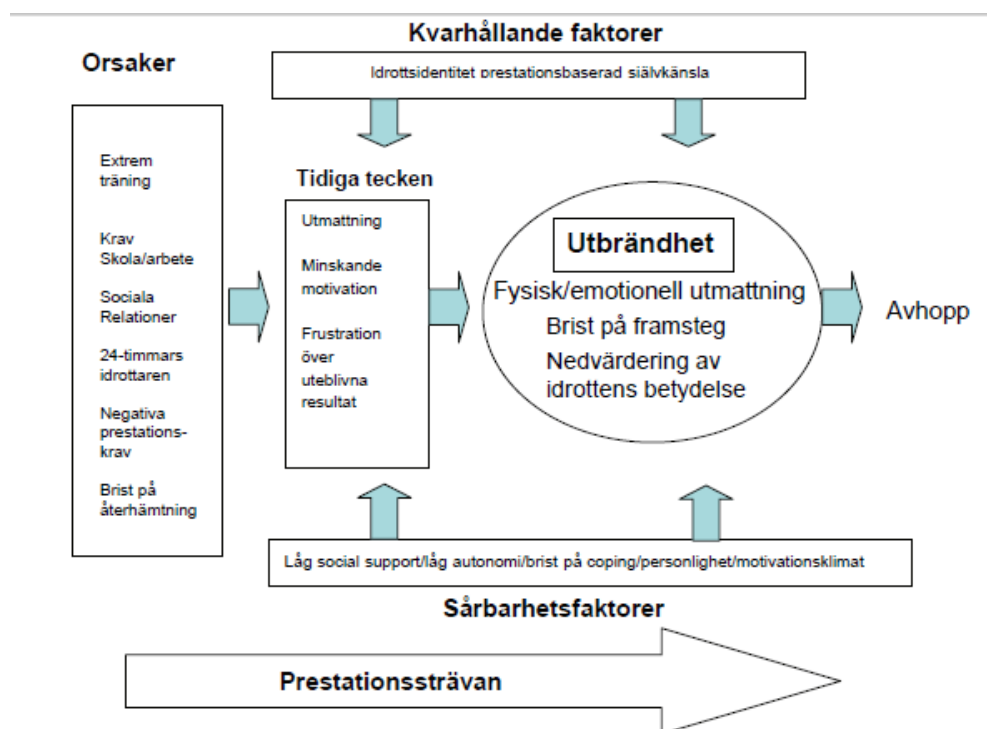 Kvarhållande faktorer
Orsaker
Idrottsidentitet prestationsbaserad självkänsla
Extrem
träning
Krav
Skola/arbete
Sociala
Relationer
24-timmars
idrottaren
Negativa
prestations-
krav
Brist på
återhämtning
Tidiga tecken
Utmattning
Minskande
motivation
Frustration
över
uteblivna
resultat
Utbrändhet
Fysisk/emotionell utmattning
Brist på framsteg
Nedvärdering av
idrottens betydelse
Avhopp
Låg social support/låg autonomi/brist på coping/personlighet/motivationsklimat
Sårbarhetsfaktorer
Prestationssträvan